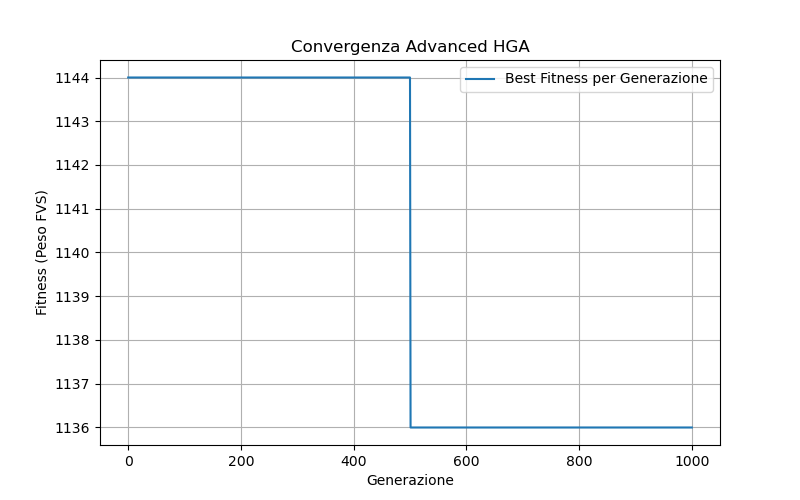 Convergenza Advanced HGA
Best Fitness per Generazione
Fitness (Peso FVS)
1144
1143
1142
1141
1140
1139
1138
1137
1136
0 200 400 600 800 1000
Generazione